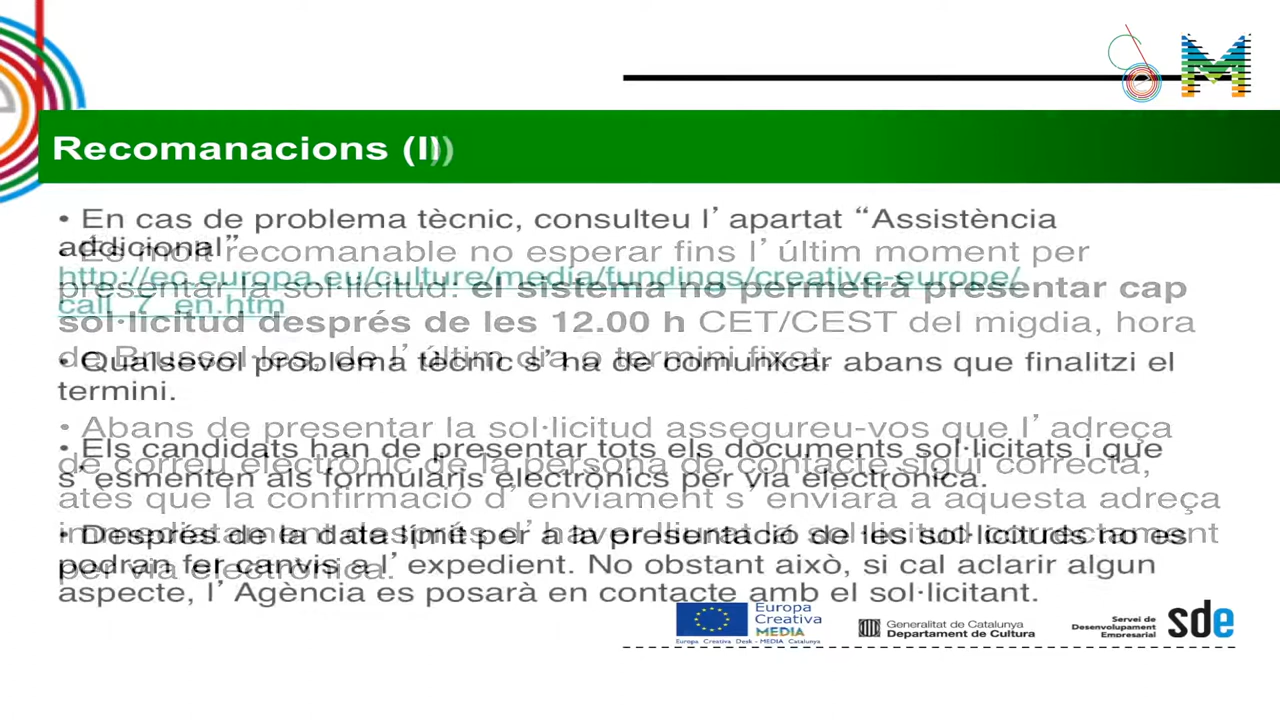 Recomanacions (I)
• En cas de problema tècnic, consulteu l’apartat “Assistència
addicional”
http://ec.europa.eu/culture/media/fundings/creative-europe/
call_7_en.htm
• Qualsevol problema tècnic s’ha de comunicar abans que finalitzi el
termini.
• Els candidats han de presentar tots els documents sol·licitats i que
s’esmenten als formularis electrònics per via electrònica.
• Després de la data límit per a la presentació de les sol·licituds no es
podran fer canvis a l’expedient. No obstant això, si cal aclarir algun
aspecte, l’Agència es posarà en contacte amb el sol·licitant.
• És molt recomanable no esperar fins l’últim moment per
presentar la sol·licitud: el sistema no permetrà presentar cap
sol·licitud després de les 12.00 h CET/CEST del migdia, hora
de Brussel·les, de l’últim dia o termini fixat.
• Abans de presentar la sol·licitud assegureu-vos que l’adreça
de correu electrònic de la persona de contacte sigui correcta,
atès que la confirmació d’enviament s’enviarà a aquesta adreça
immediatament després d’haver lliurat la sol·licitud correctament
per via electrònica.
Europa
Creativa
MEDIA
Europa Creativa Desk - MEDIA Catalunya
Generalitat de Catalunya
Departament de Cultura
Servei de
Desenvolupament
Empresarial
sde